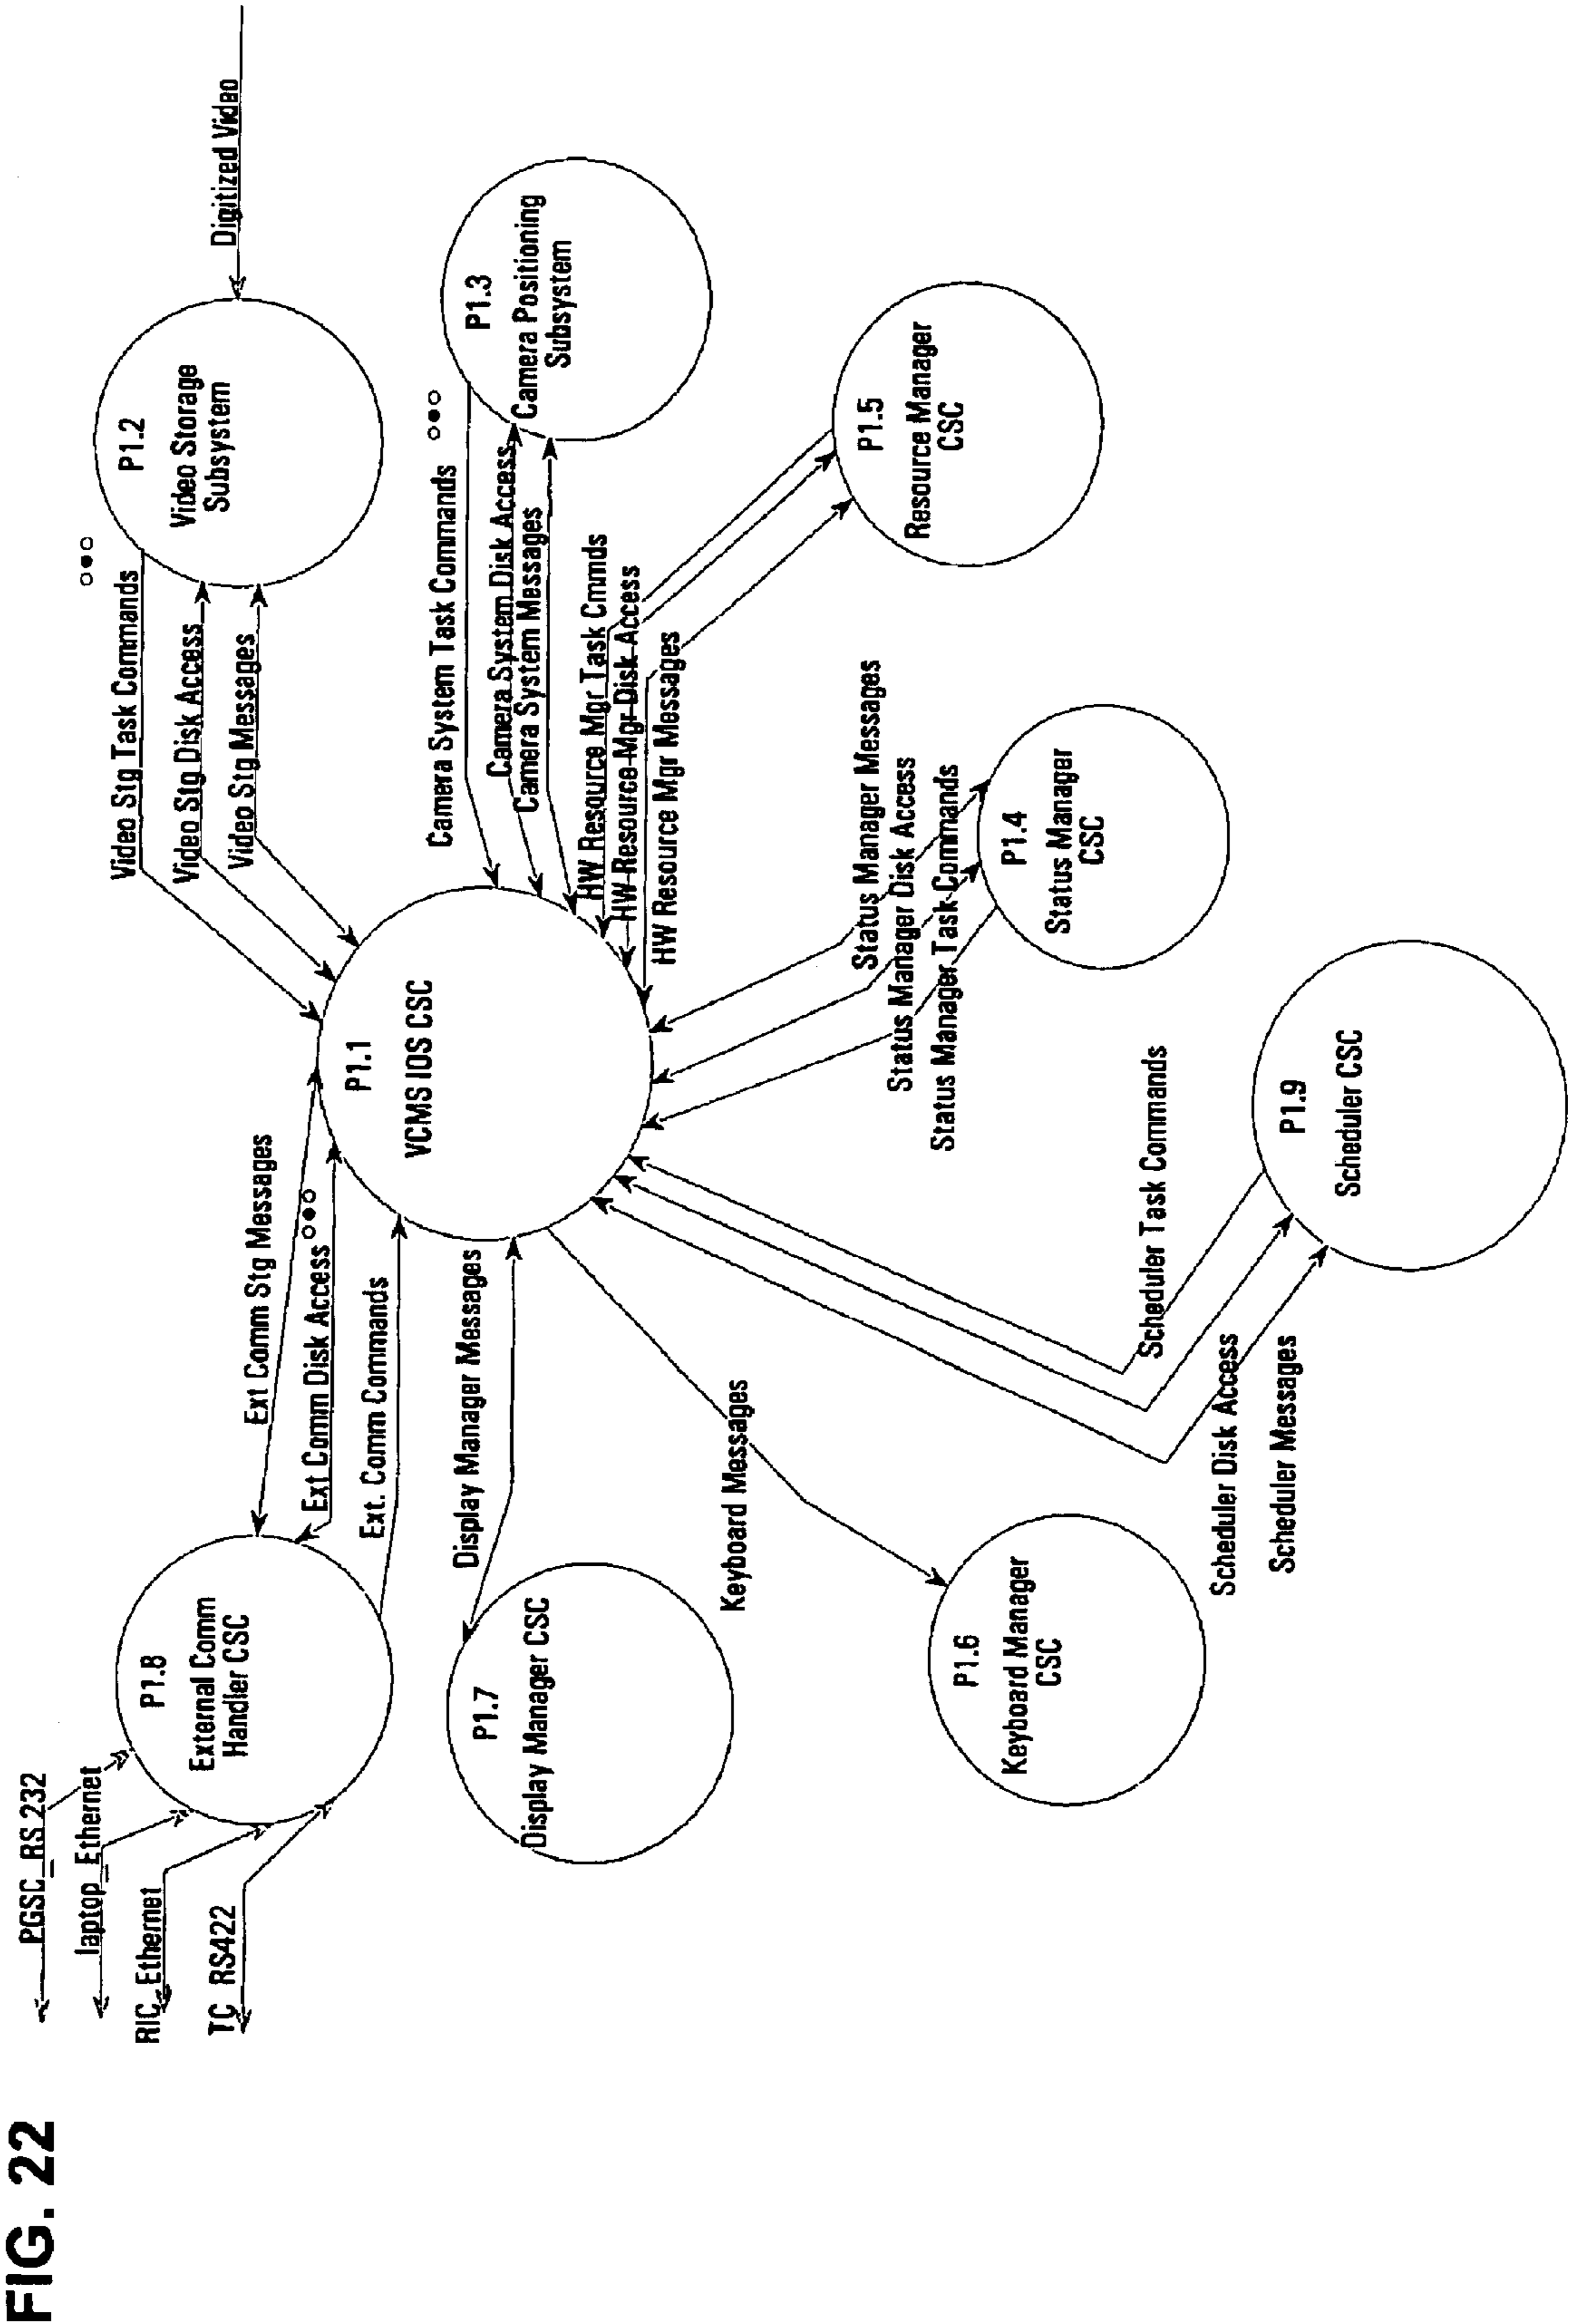 FIG. 22
PGSC_RS 232
laptop_Ethernet
RIC_Ethernet
TC_RS422
P1.8
External Comm
Handler CSC
Ext Comm Stg Messages
Ext Comm Disk Access
Ext. Comm Commands
P1.7
Display Manager CSC
Display Manager Messages
P1.6
Keyboard Manager
CSC
Keyboard Messages
P1.1
VCMS IOS CSC
Video Stg Task Commands
Video Stg Disk Access
Video Stg Messages
P1.2
Video Storage
Subsystem
Digitized Video
Camera System Task Commands
Camera System Disk Access
Camera System Messages
P1.3
Camera Positioning
Subsystem
HW Resource Mgr Task Cmmds
HW Resource Mgr Disk Access
HW Resource Mgr Messages
P1.5
Resource Manager
CSC
Status Manager Messages
Status Manager Disk Access
Status Manager Task Commands
P1.4
Status Manager
CSC
Scheduler Task Commands
Scheduler Disk Access
Scheduler Messages
P1.9
Scheduler CSC